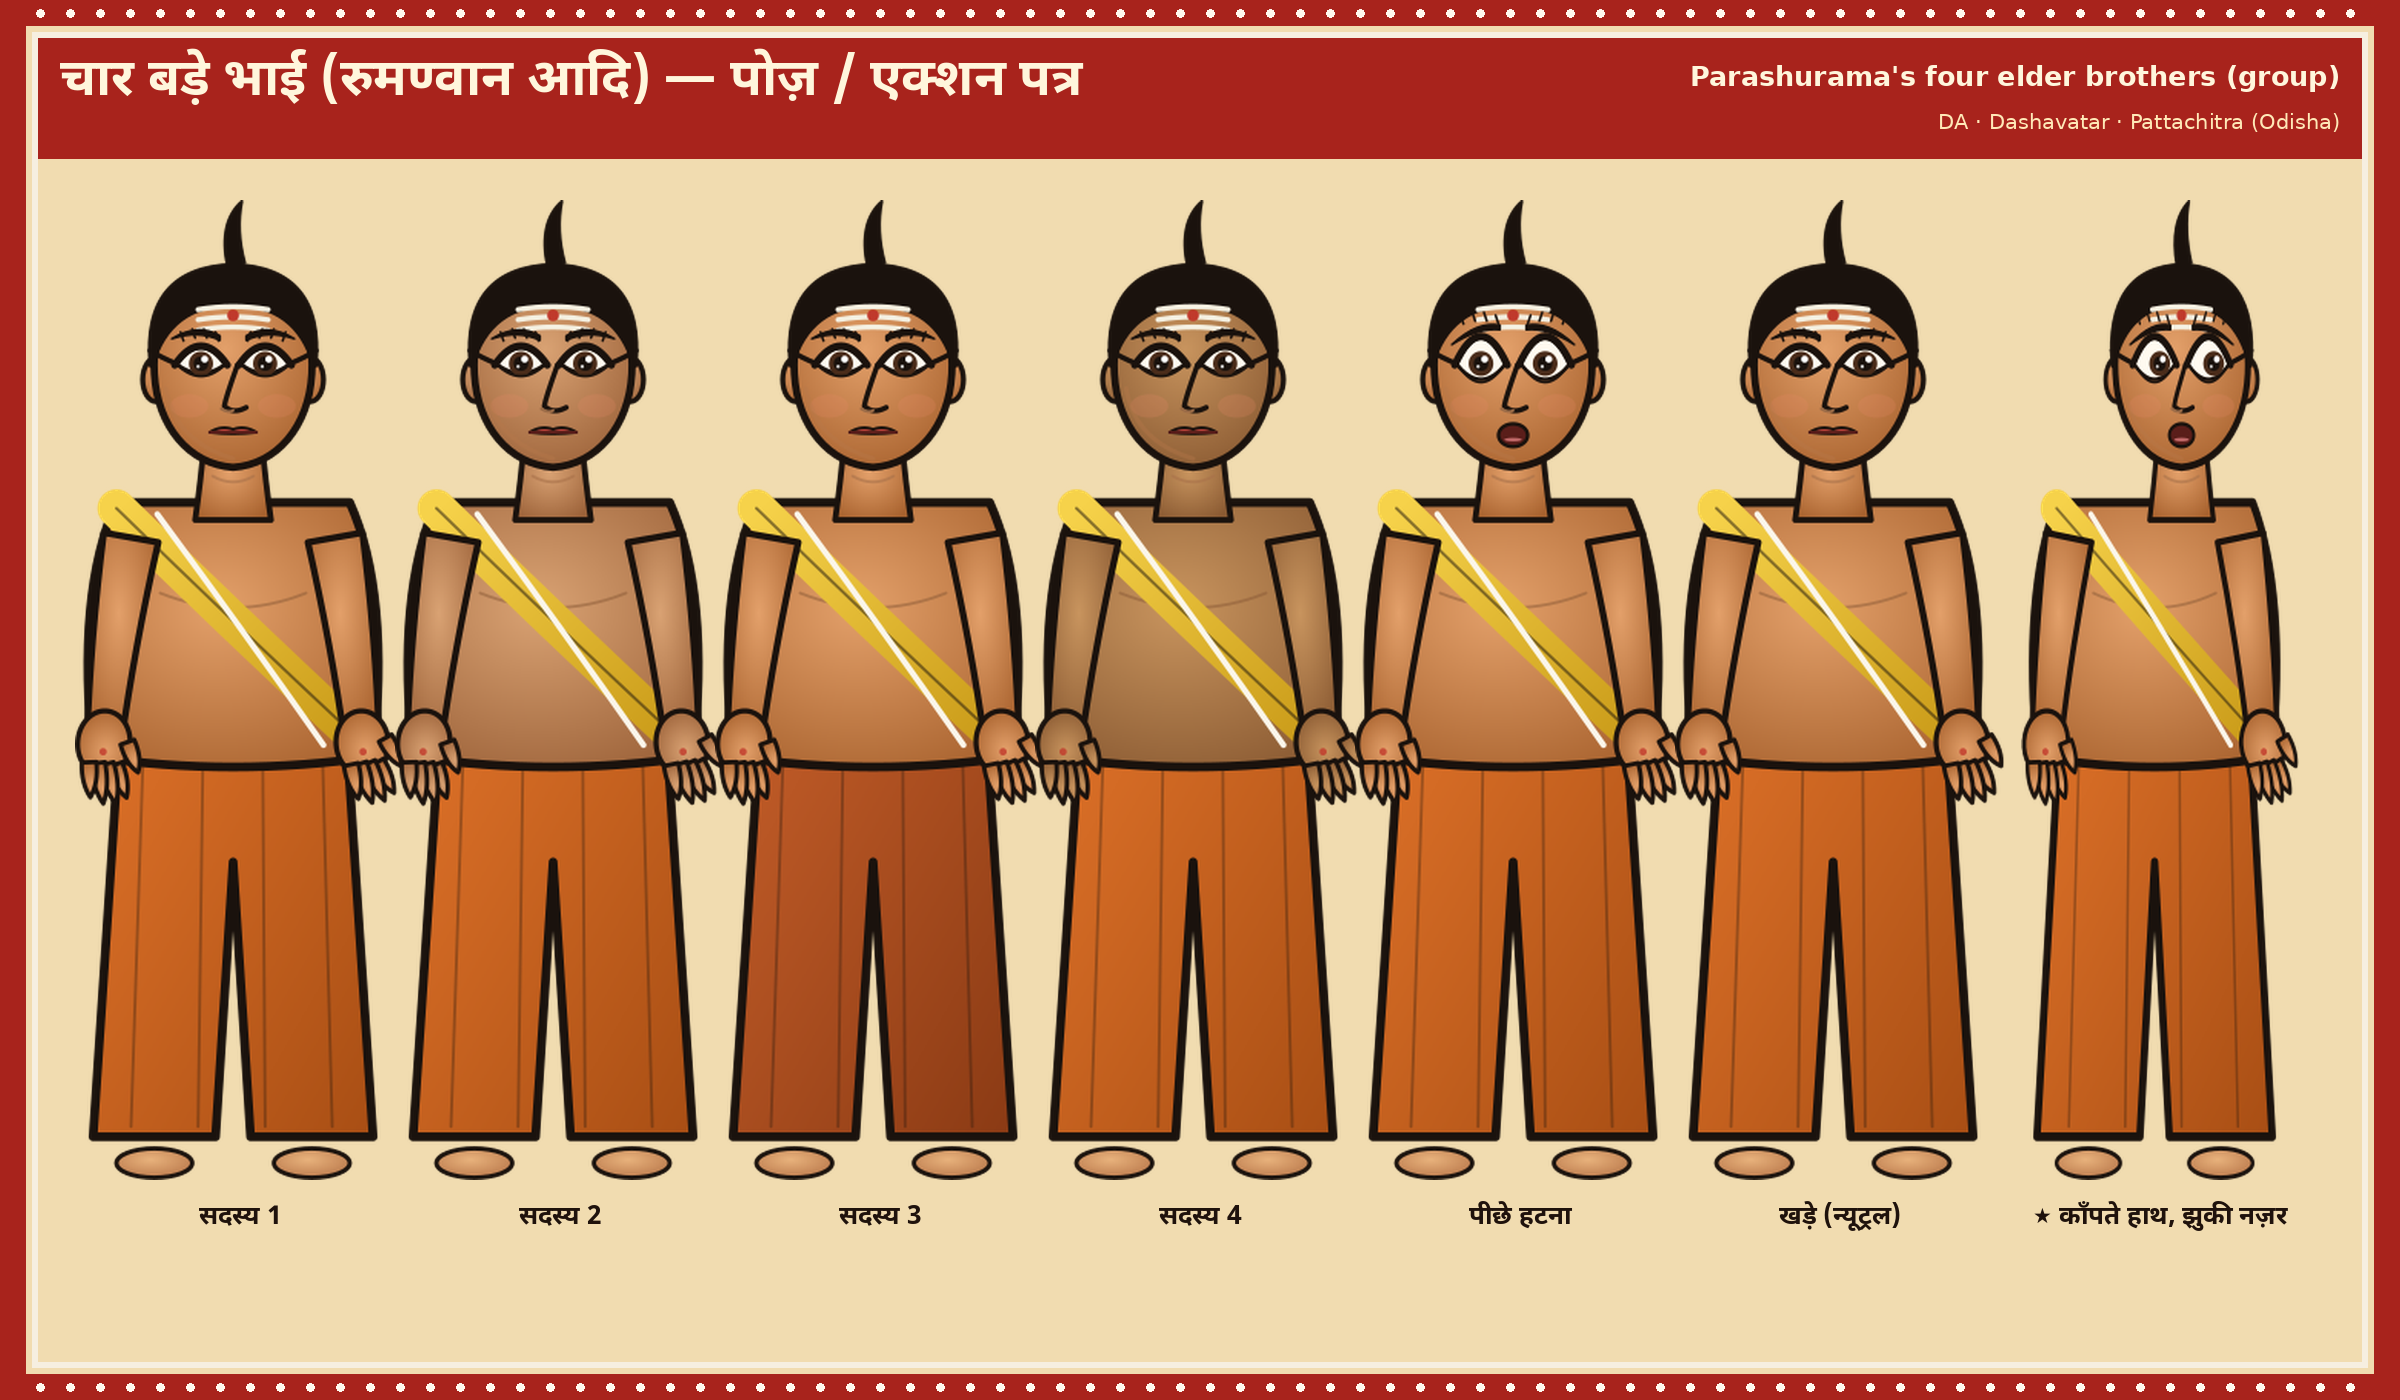 चार बड़े भाई (रुमण्वान आदि) — पोज़ / एक्शन पत्र
Parashurama's four elder brothers (group)
DA · Dashavatar · Pattachitra (Odisha)
सदस्य 1
सदस्य 2
सदस्य 3
सदस्य 4
पीछे हटना
खड़े (न्यूट्रल)
★ काँपते हाथ, झुकी नज़र